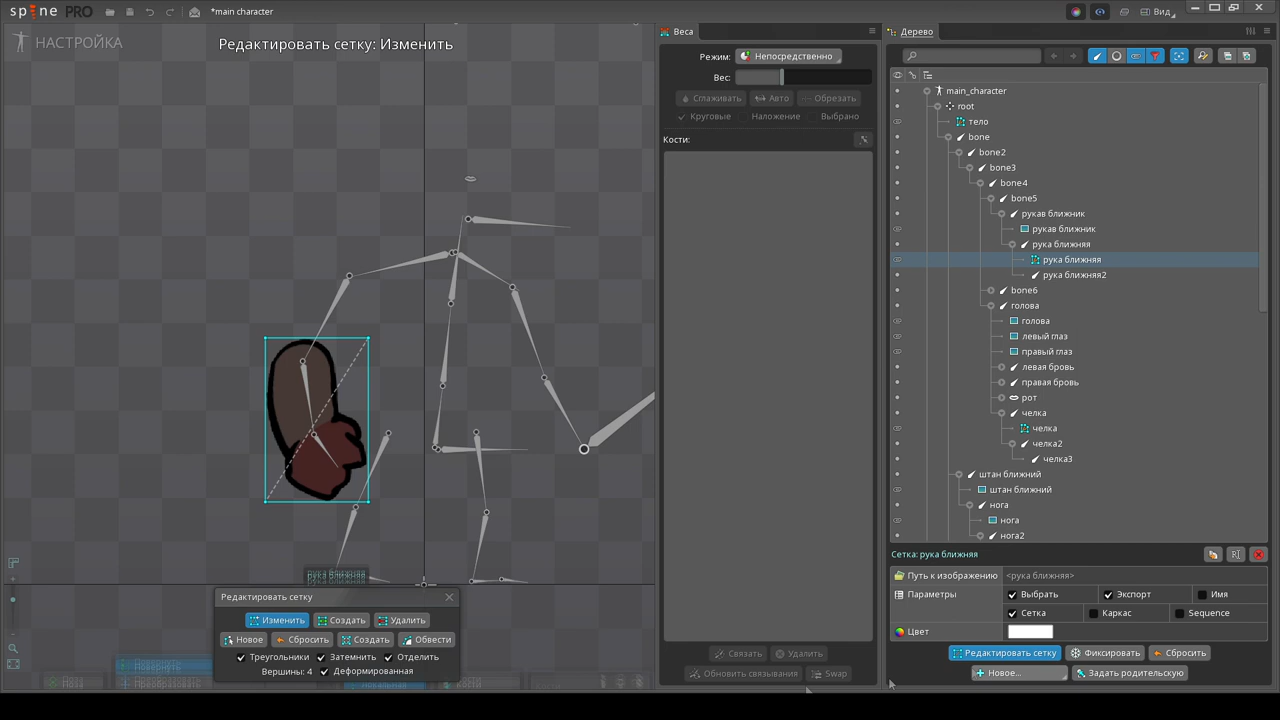 spine PRO
*main character
Вид
НАСТРОЙКА
Редактировать сетку: Изменить
рука ближняя
Редактировать сетку
Изменить
Создать
Удалить
Новое
Сбросить
Создать
Обвести
Треугольники
Затемнить
Отделить
Вершины: 4
Деформированная
Веса
Режим:
Непосредственно
Вес:
Сглаживать
Авто
Обрезать
Круговые
Наложение
Выбрано
Кости:
Связать
Удалить
Обновить связывания
Swap
Дерево
main_character
root
тело
bone
bone2
bone3
bone4
bone5
рукав ближник
рукав ближник
рука ближняя
рука ближняя
рука ближняя2
bone6
голова
голова
левый глаз
правый глаз
левая бровь
правая бровь
рот
челка
челка
челка2
челка3
штан ближний
штан ближний
нога
нога
нога2
Сетка: рука ближняя
Путь к изображению
<рука ближняя>
Параметры
Выбрать
Экспорт
Имя
Сетка
Каркас
Sequence
Цвет
Редактировать сетку
Фиксировать
Сбросить
Новое...
Задать родительскую